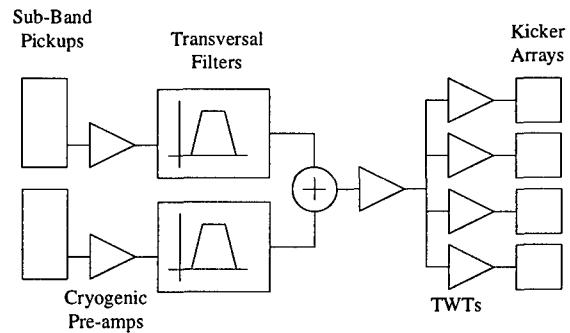 Sub-Band
Pickups
Transversal
Filters
Kicker
Arrays
Cryogenic
Pre-amps
TWTs